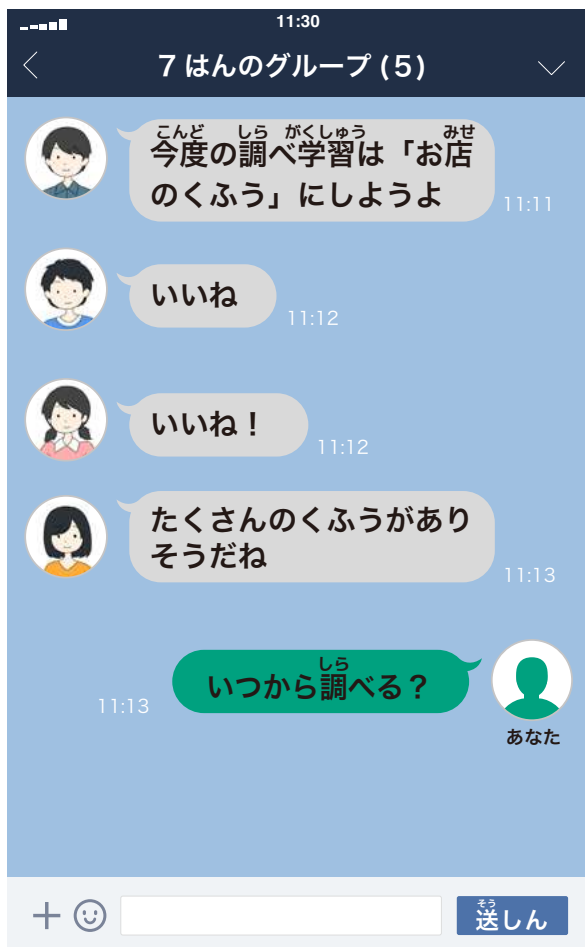 11:30
7はんのグループ(5)
こんど しら がくしゅう みせ
今度の調べ学習は「お店
のくふう」にしようよ
11:11
いいね
11:12
いいね！
11:12
たくさんのくふうがあり
そうだね
11:13
しら
いつから調べる？
11:13
あなた
そう
送しん